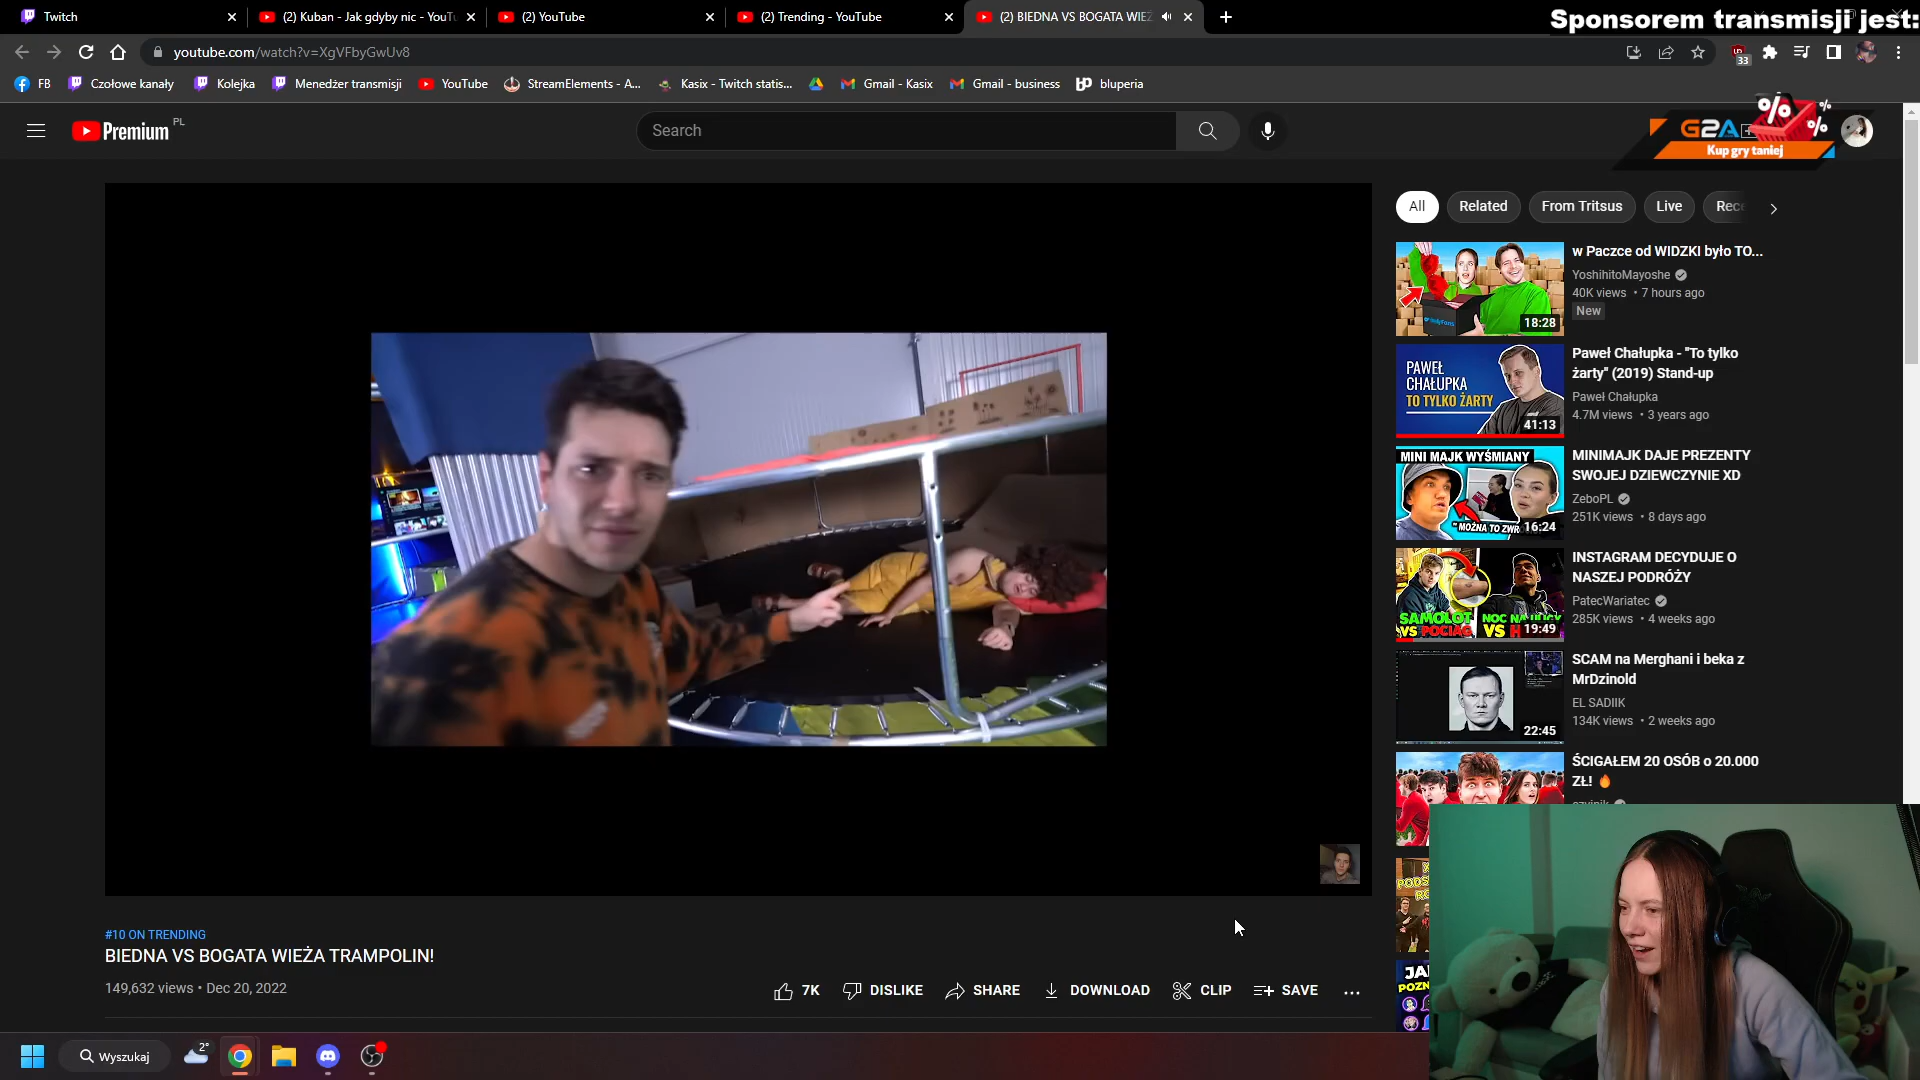 Twitch
(2) Kuban - Jak gdyby nic - YouTu
(2) YouTube
(2) Trending - YouTube
(2) BIEDNA VS BOGATA WIEŻ
Sponsorem transmisji jest:
youtube.com/watch?v=XgVFbyGwUv8
33
FB
Czołowe kanały
Kolejka
Menedżer transmisji
YouTube
StreamElements - A...
Kasix - Twitch statis...
Gmail - Kasix
Gmail - business
bluperia
Premium PL
Search
G2A
Kup gry taniej
All
Related
From Tritsus
Live
Rece
w Paczce od WIDZKI było TO...
YoshihitoMayoshe
40K views • 7 hours ago
New
18:28
PAWEŁ
CHAŁUPKA
TO TYLKO ŻARTY
41:13
Paweł Chałupka - "To tylko
żarty" (2019) Stand-up
Paweł Chałupka
4.7M views • 3 years ago
MINI MAJK WYŚMIANY
16:24
MINIMAJK DAJE PREZENTY
SWOJEJ DZIEWCZYNIE XD
ZeboPL
251K views • 8 days ago
SAMOLOT
VS POCIĄG
19:49
INSTAGRAM DECYDUJE O
NASZEJ PODRÓŻY
PatecWariatec
285K views • 4 weeks ago
22:45
SCAM na Merghani i beka z
MrDzinold
EL SADIIK
134K views • 2 weeks ago
ŚCIGAŁEM 20 OSÓB o 20.000
ZŁ!
#10 ON TRENDING
BIEDNA VS BOGATA WIEŻA TRAMPOLIN!
149,632 views • Dec 20, 2022
7K
DISLIKE
SHARE
DOWNLOAD
CLIP
SAVE
Wyszukaj
2°